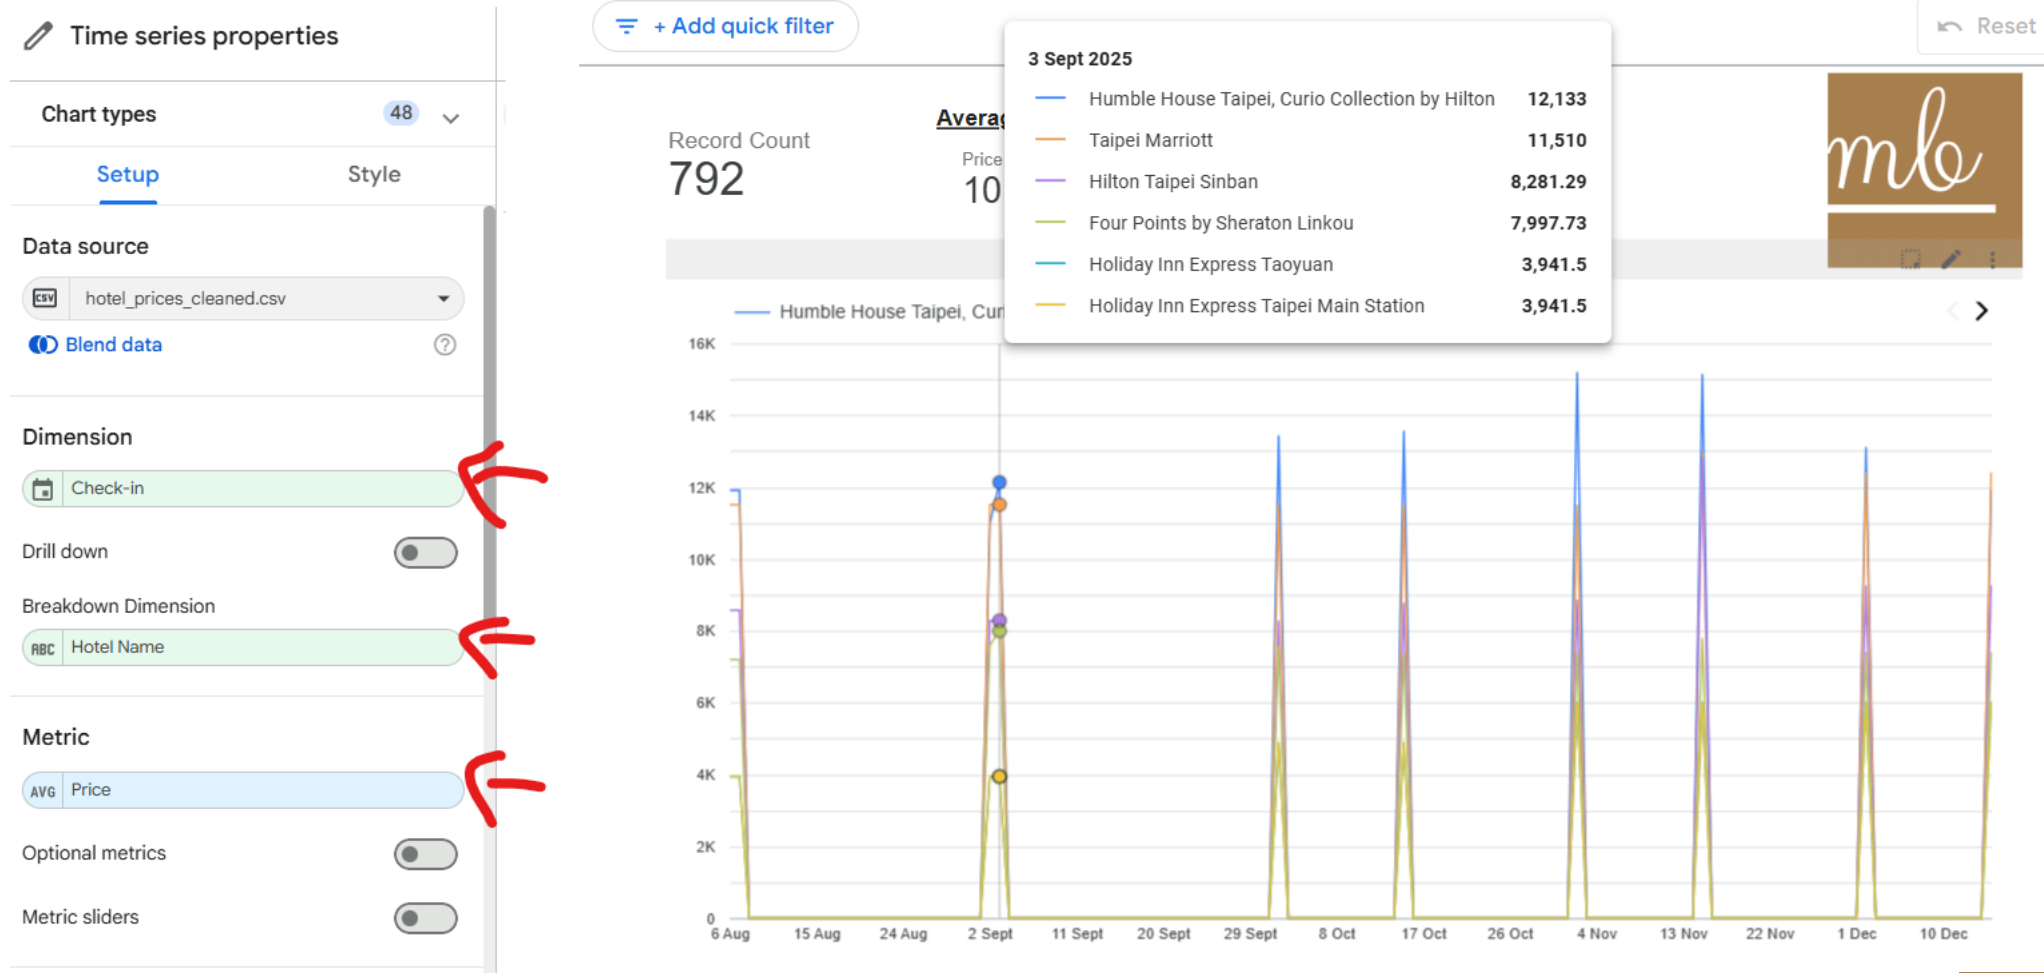 Time series properties
Chart types 48
Setup Style
Data source
CSV hotel_prices_cleaned.csv
Blend data ?
Dimension
Check-in
Drill down
Breakdown Dimension
ABC Hotel Name
Metric
AVG Price
Optional metrics
Metric sliders
+ Add quick filter
Reset
Record Count
792
Averag
Price
10
mb
3 Sept 2025
Humble House Taipei, Curio Collection by Hilton 12,133
Taipei Marriott 11,510
Hilton Taipei Sinban 8,281.29
Four Points by Sheraton Linkou 7,997.73
Holiday Inn Express Taoyuan 3,941.5
Holiday Inn Express Taipei Main Station 3,941.5
Humble House Taipei, Cur
16K
14K
12K
10K
8K
6K
4K
2K
0
6 Aug 15 Aug 24 Aug 2 Sept 11 Sept 20 Sept 29 Sept 8 Oct 17 Oct 26 Oct 4 Nov 13 Nov 22 Nov 1 Dec 10 Dec